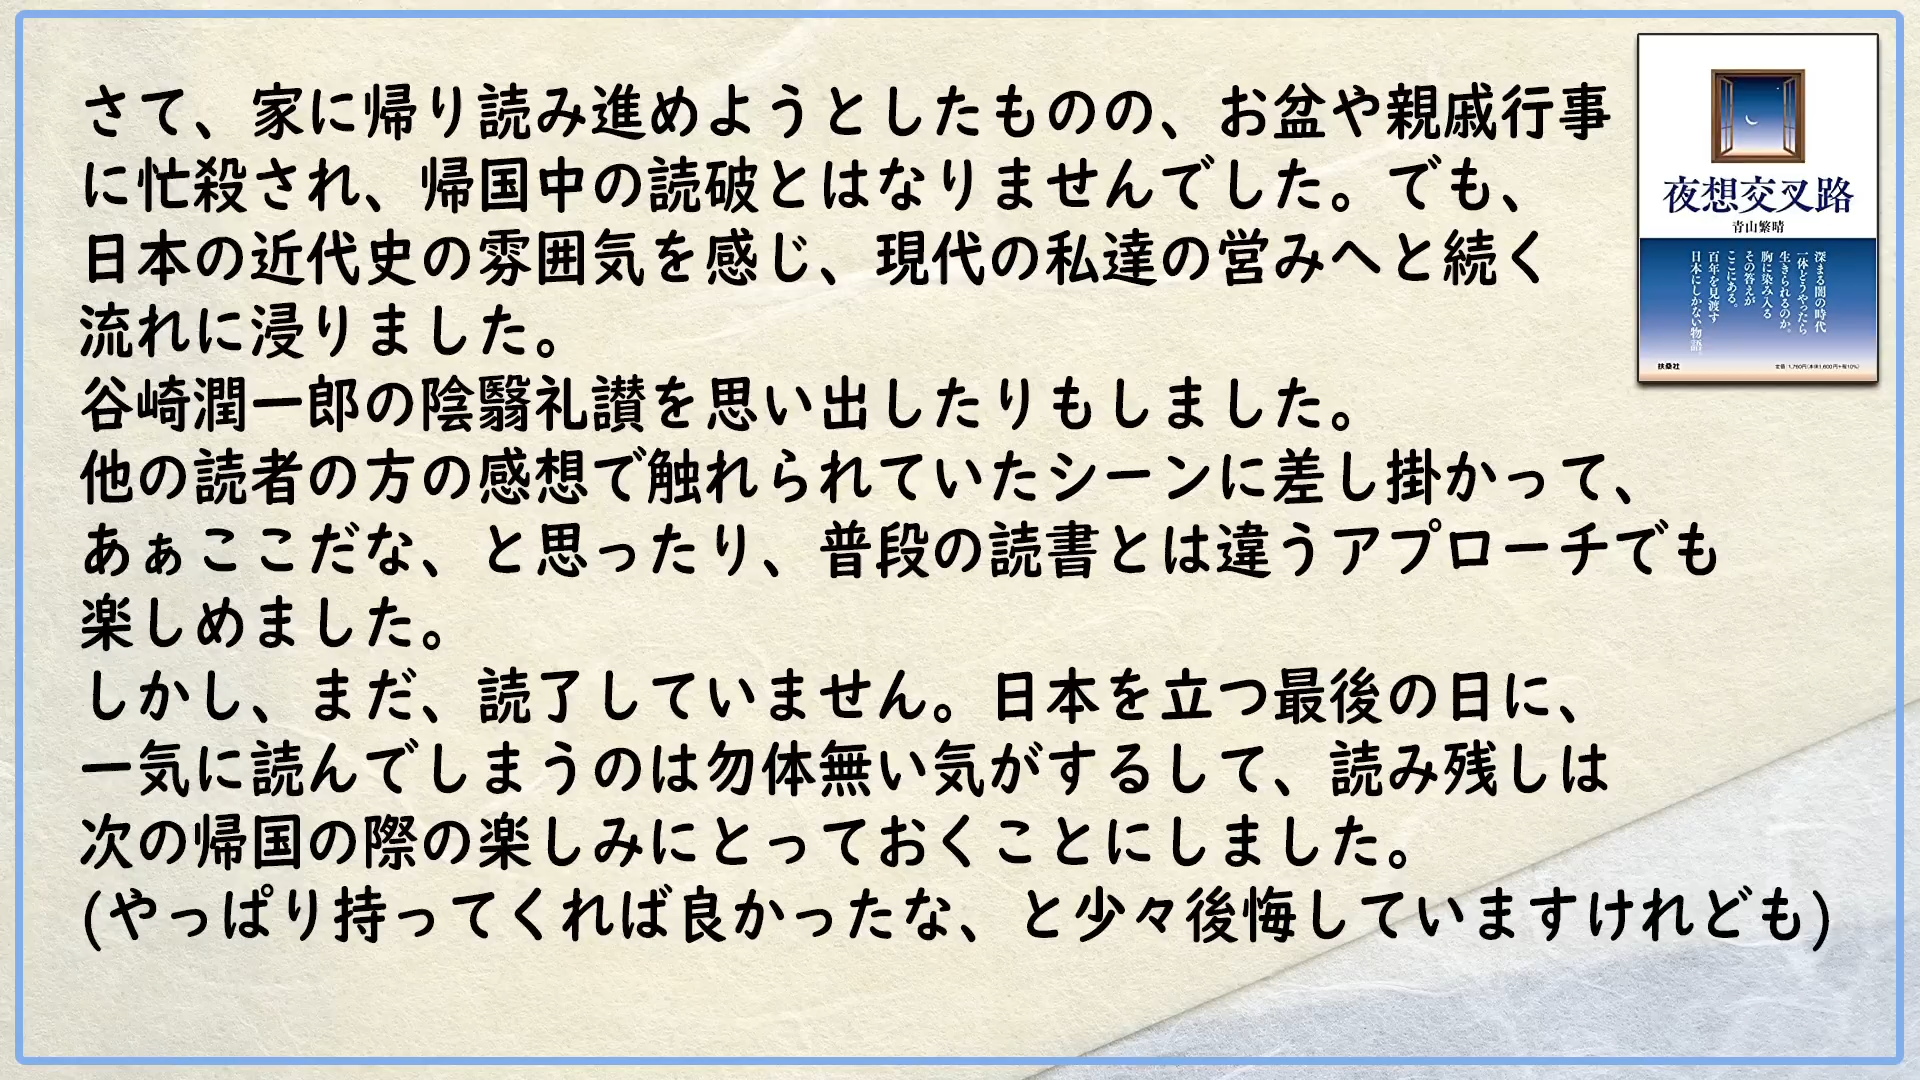 さて、家に帰り読み進めようとしたものの、お盆や親戚行事
に忙殺され、帰国中の読破とはなりませんでした。でも、
日本の近代史の雰囲気を感じ、現代の私達の営みへと続く
流れに浸りました。
谷崎潤一郎の陰翳礼讃を思い出したりもしました。
他の読者の方の感想で触れられていたシーンに差し掛かって、
あぁここだな、と思ったり、普段の読書とは違うアプローチでも
楽しめました。
しかし、まだ、読了していません。日本を立つ最後の日に、
一気に読んでしまうのは勿体無い気がするして、読み残しは
次の帰国の際の楽しみにとっておくことにしました。
(やっぱり持ってくれば良かったな、と少々後悔していますけれども)
夜想交叉路
青山繁晴
深まる闇の時代
一体どうやったら
生きられるのか。
胸に染み入る
その答えが
ここにある。
百年を見渡す
日本にしかない物語。
扶桑社
定価 1,760円(本体1,600円+税10%)